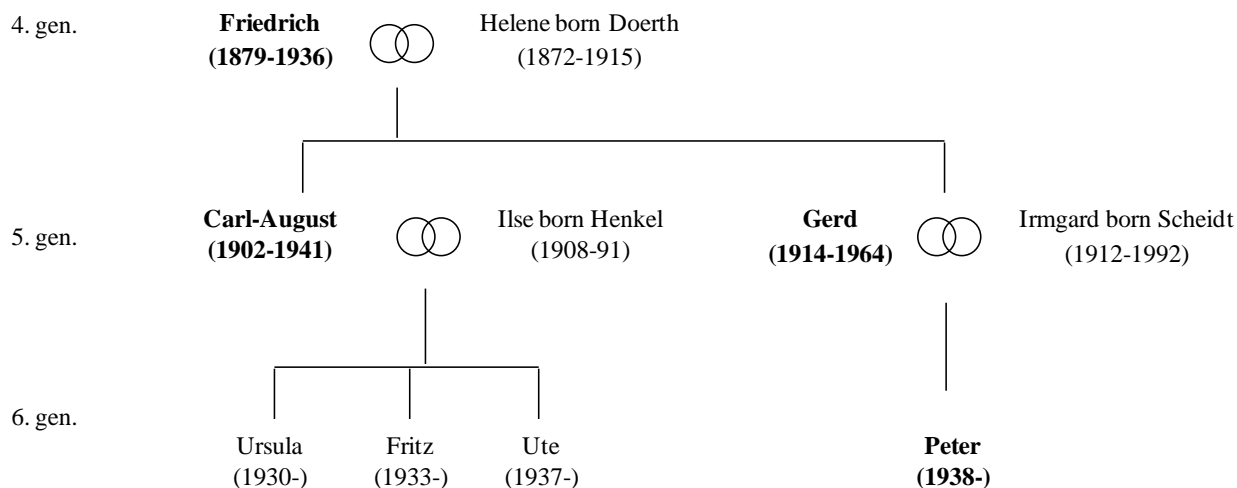 4. gen.
Friedrich
(1879-1936)
Helene born Doerth
(1872-1915)
5. gen.
Carl-August
(1902-1941)
Ilse born Henkel
(1908-91)
Gerd
(1914-1964)
Irmgard born Scheidt
(1912-1992)
6. gen.
Ursula
(1930-)
Fritz
(1933-)
Ute
(1937-)
Peter
(1938-)